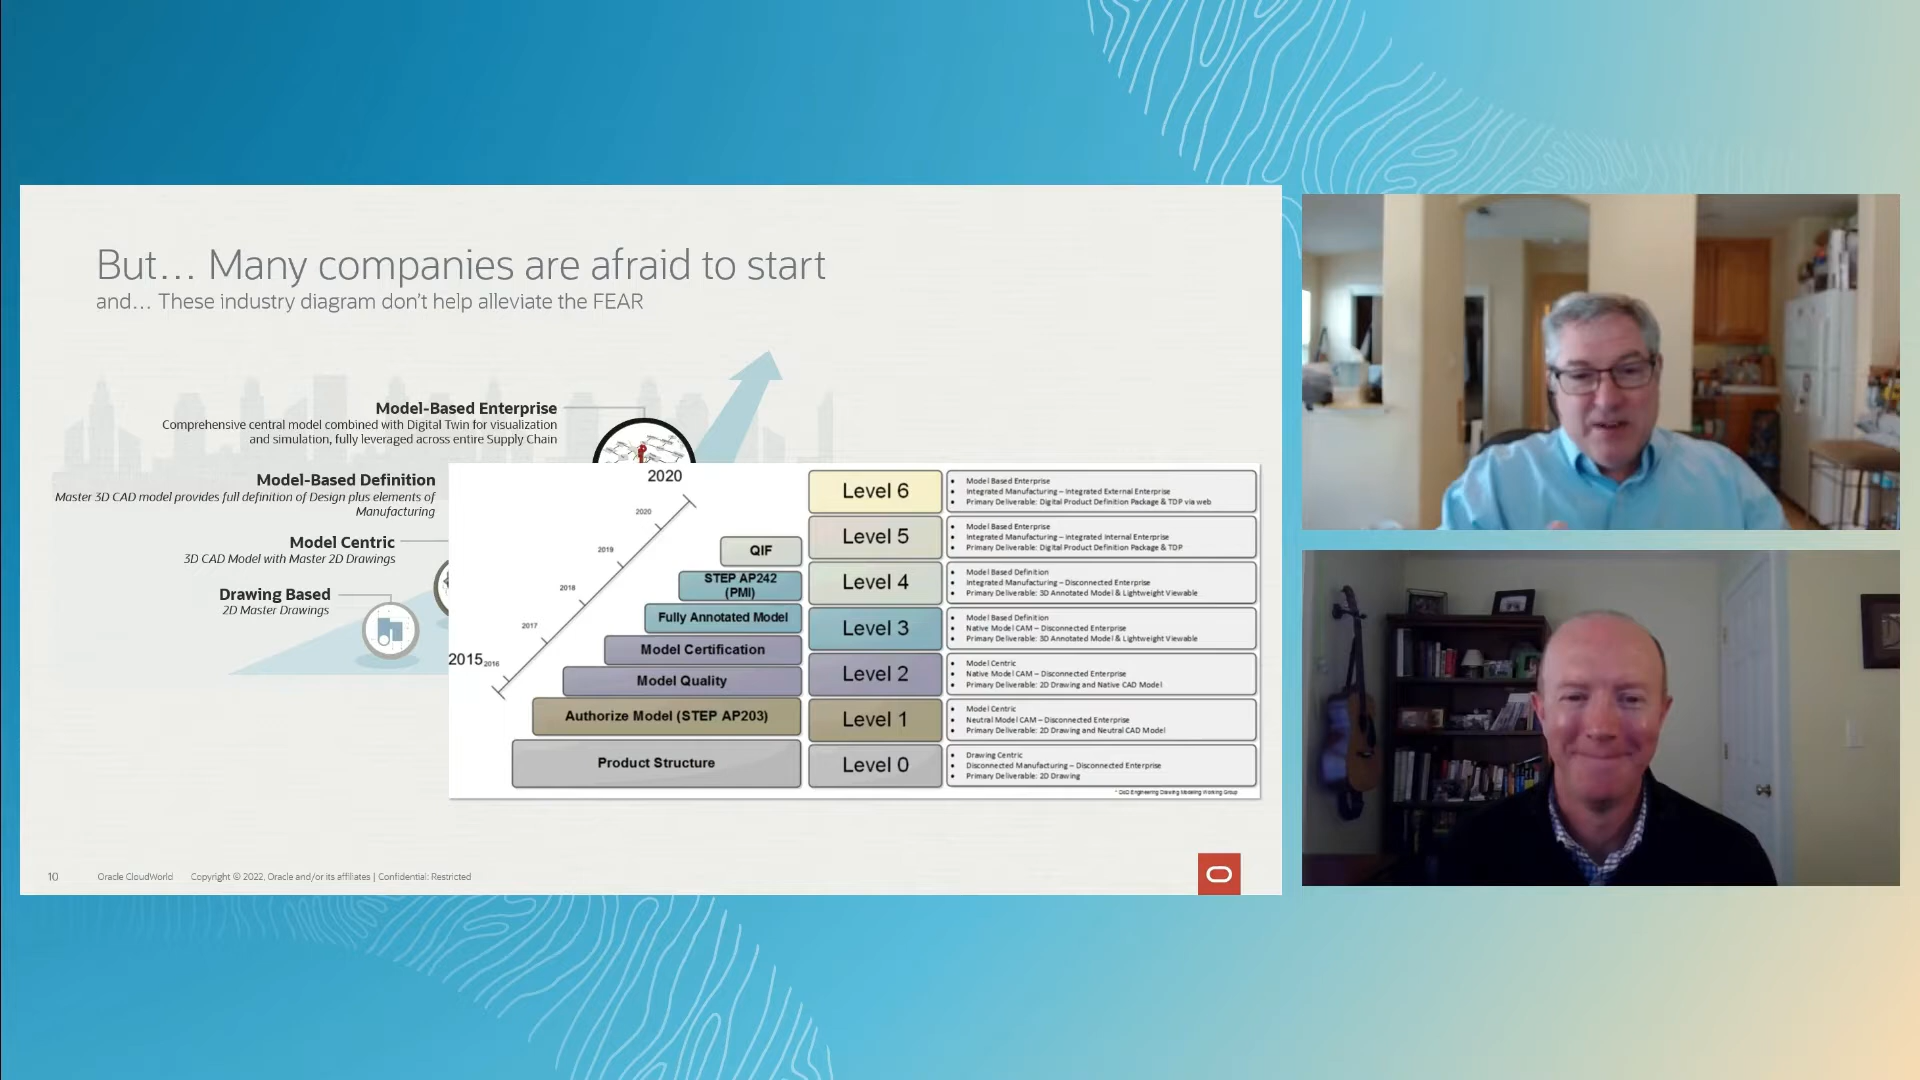 But... Many companies are afraid to start
and... These industry diagram don't help alleviate the FEAR
Model-Based Enterprise
Comprehensive central model combined with Digital Twin for visualization
and simulation, fully leveraged across entire Supply Chain
Model-Based Definition
Master 3D CAD model provides full definition of Design plus elements of
Manufacturing
Model Centric
3D CAD Model with Master 2D Drawings
Drawing Based
2D Master Drawings
2020
2020
2019
2018
2017
2015
2016
QIF
STEP AP242
(PMI)
Fully Annotated Model
Model Certification
Model Quality
Authorize Model (STEP AP203)
Product Structure
Level 6
• Model Based Enterprise
• Integrated Manufacturing – Integrated External Enterprise
• Primary Deliverable: Digital Product Definition Package & TDP via web
Level 5
• Model Based Enterprise
• Integrated Manufacturing – Integrated Internal Enterprise
• Primary Deliverable: Digital Product Definition Package & TDP
Level 4
• Model Based Definition
• Integrated Manufacturing – Disconnected Enterprise
• Primary Deliverable: 3D Annotated Model & Lightweight Viewable
Level 3
• Model Based Definition
• Native Model CAM – Disconnected Enterprise
• Primary Deliverable: 3D Annotated Model & Lightweight Viewable
Level 2
• Model Centric
• Native Model CAM – Disconnected Enterprise
• Primary Deliverable: 2D Drawing and Native CAD Model
Level 1
• Model Centric
• Neutral Model CAM – Disconnected Enterprise
• Primary Deliverable: 2D Drawing and Neutral CAD Model
Level 0
• Drawing Centric
• Disconnected Manufacturing – Disconnected Enterprise
• Primary Deliverable: 2D Drawing
* DoD Engineering Drawing Modeling Working Group
10 Oracle CloudWorld Copyright © 2022, Oracle and/or its affiliates | Confidential: Restricted